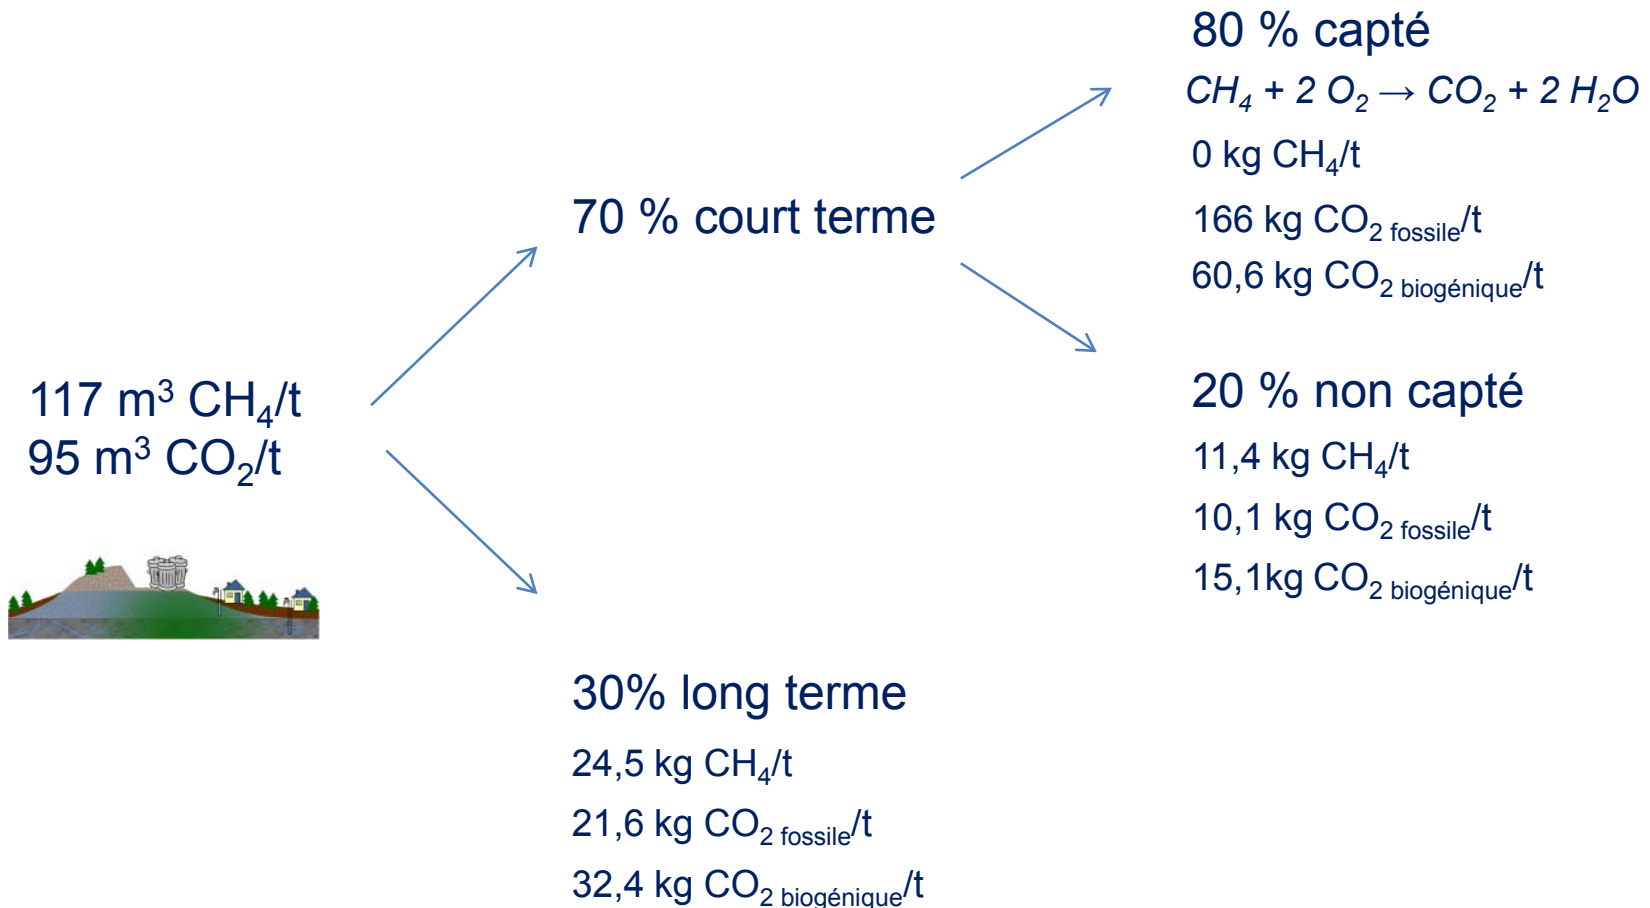 117 m³ CH₄/t
95 m³ CO₂/t
70 % court terme
80 % capté
CH₄ + 2 O₂ → CO₂ + 2 H₂O
0 kg CH₄/t
166 kg CO₂ fossile/t
60,6 kg CO₂ biogénique/t
20 % non capté
11,4 kg CH₄/t
10,1 kg CO₂ fossile/t
15,1kg CO₂ biogénique/t
30% long terme
24,5 kg CH₄/t
21,6 kg CO₂ fossile/t
32,4 kg CO₂ biogénique/t